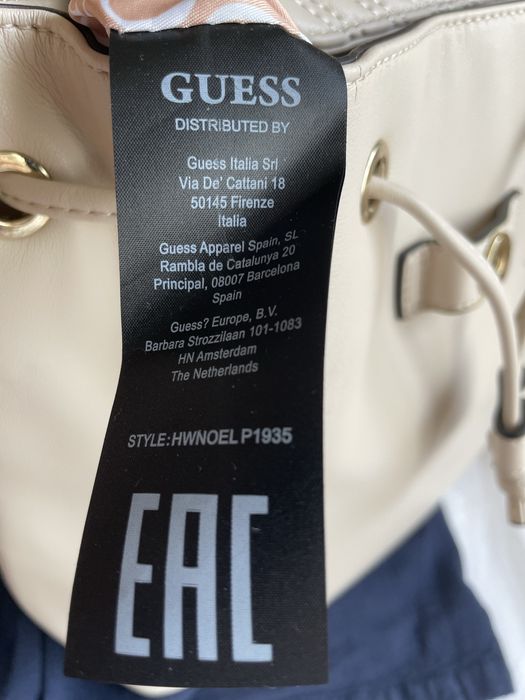 GUESS
DISTRIBUTED BY
Guess Italia Srl
Via De' Cattani 18
50145 Firenze
Italia
Guess Apparel Spain, SL
Rambla de Catalunya 20
Principal, 08007 Barcelona
Spain
Guess? Europe, B.V.
Barbara Strozzilaan 101-1083
HN Amsterdam
The Netherlands
STYLE:HWNOEL P1935
EAC